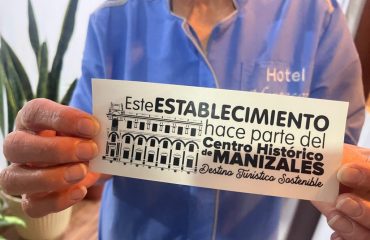 Hotel
Este ESTABLECIMIENTO
hace parte del
Centro Histórico
de MANIZALES
Destino Turístico Sostenible